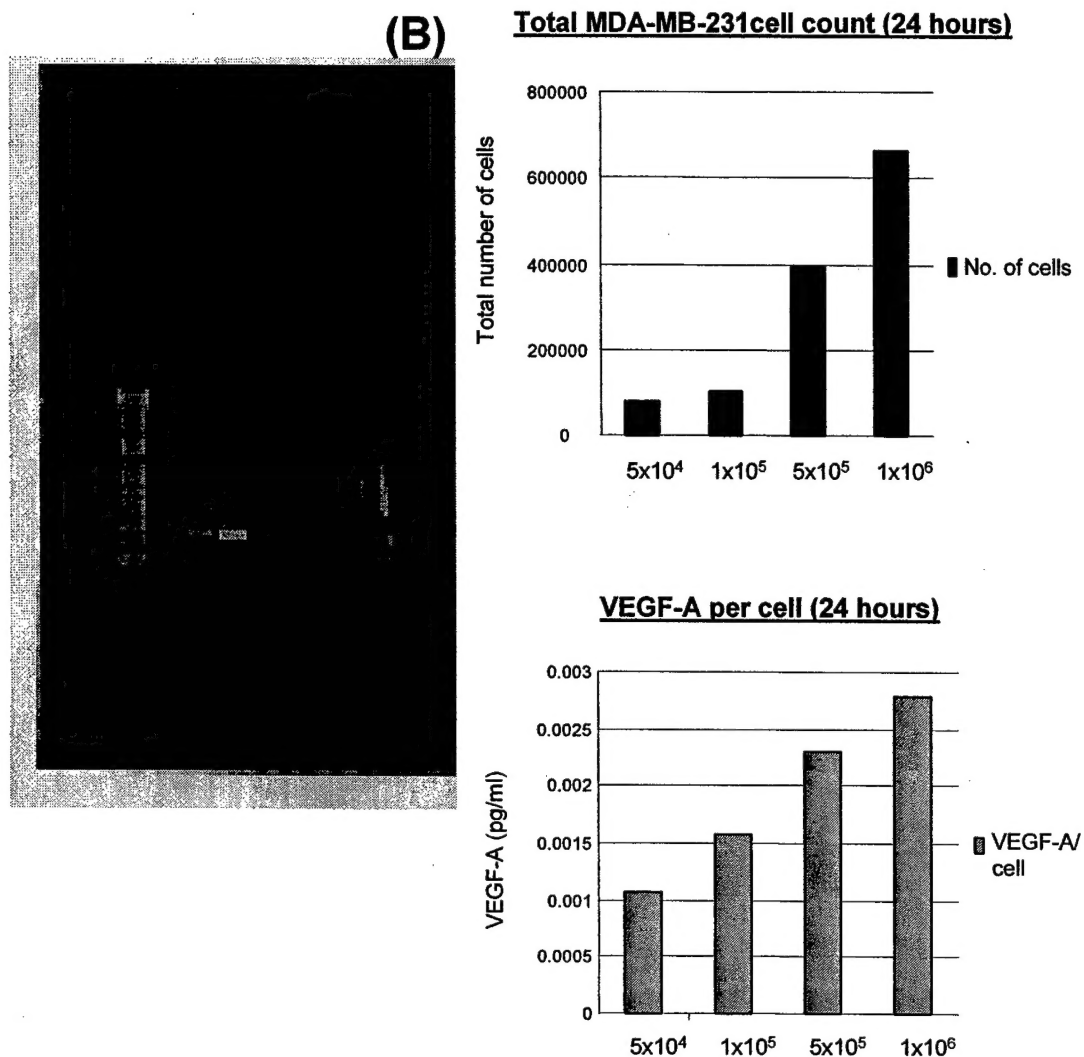 (B)
Total MDA-MB-231cell count (24 hours)
800000
600000
400000
200000
0
Total number of cells
5x10⁴ 1x10⁵ 5x10⁵ 1x10⁶
No. of cells
VEGF-A per cell (24 hours)
0.003
0.0025
0.002
0.0015
0.001
0.0005
0
VEGF-A (pg/ml)
5x10⁴ 1x10⁵ 5x10⁵ 1x10⁶
VEGF-A/
cell